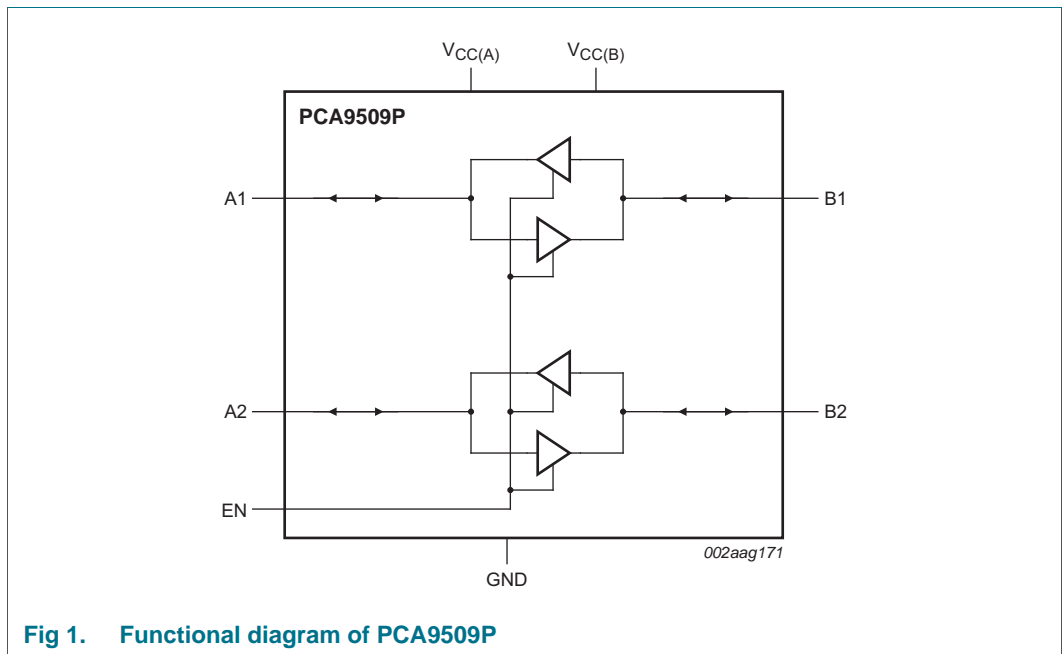 VCC(A) VCC(B)
PCA9509P
A1 B1
A2 B2
EN
002aag171
GND
Fig 1. Functional diagram of PCA9509P